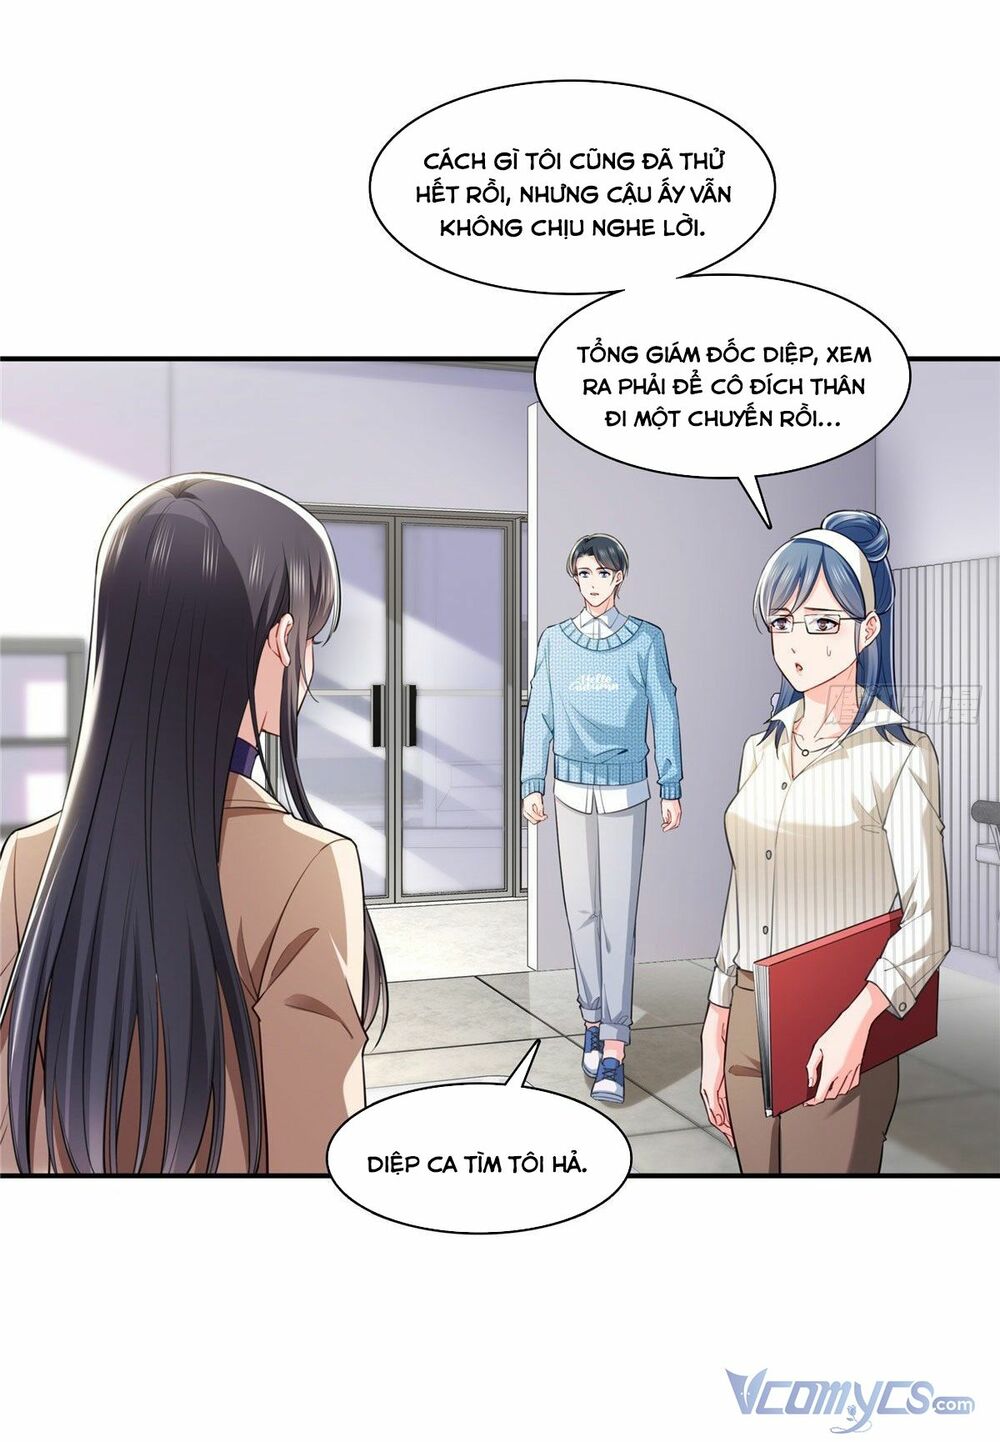 CÁCH GÌ TÔI CŨNG ĐÃ THỬ
HẾT RỒI, NHƯNG CẬU ẤY VẪN
KHÔNG CHỊU NGHE LỜI.
TỔNG GIÁM ĐỐC DIỆP, XEM
RA PHẢI ĐỂ CÔ ĐÍCH THÂN
ĐI MỘT CHUYẾN RỒI...
Hello
DIỆP CA TÌM TÔI HẢ.
Vcomycs.com